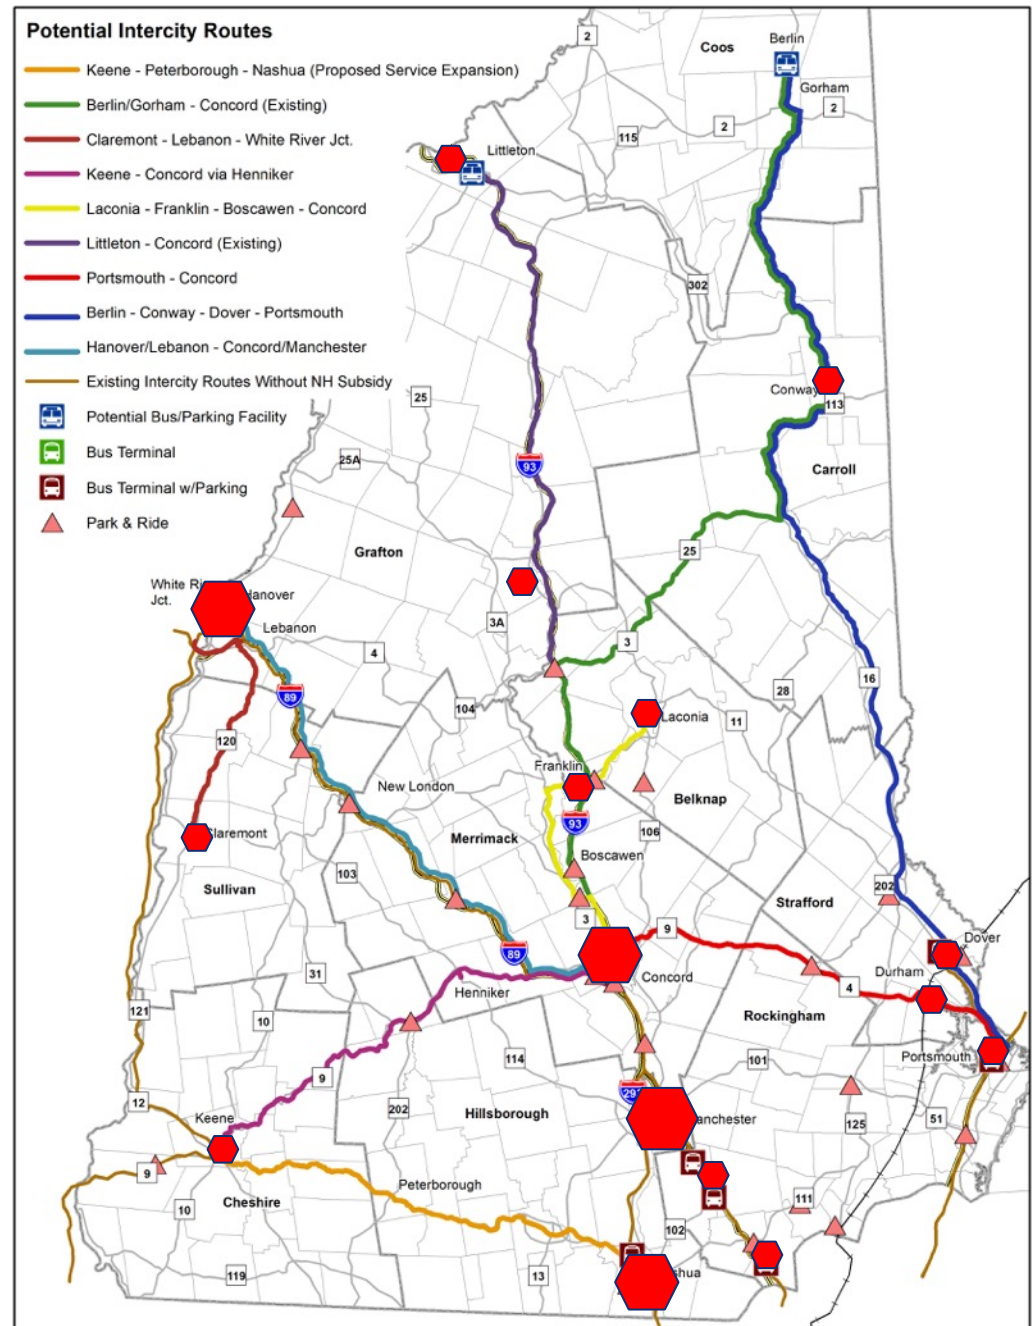 Potential Intercity Routes
Keene - Peterborough - Nashua (Proposed Service Expansion)
Berlin/Gorham - Concord (Existing)
Claremont - Lebanon - White River Jct.
Keene - Concord via Henniker
Laconia - Franklin - Boscawen - Concord
Littleton - Concord (Existing)
Portsmouth - Concord
Berlin - Conway - Dover - Portsmouth
Hanover/Lebanon - Concord/Manchester
Existing Intercity Routes Without NH Subsidy
Potential Bus/Parking Facility
Bus Terminal
Bus Terminal w/Parking
Park & Ride
2
Coos
Berlin
Gorham
2
2
115
Littleton
302
Conway
113
25
93
25A
Carroll
Grafton
25
White Ri
Jct.
anover
Lebanon
3A
3
4
16
89
104
28
Laconia
11
120
Franklin
New London
Belknap
93
Merrimack
106
Claremont
Boscawen
103
Sullivan
202
Strafford
3
9
Dover
89
31
Concord
Durham
Henniker
4
121
10
Rockingham
114
101
Portsmouth
9
29
12
202
Hillsborough
anchester
51
125
Keene
9
Peterborough
111
10
Cheshire
102
119
13
shua